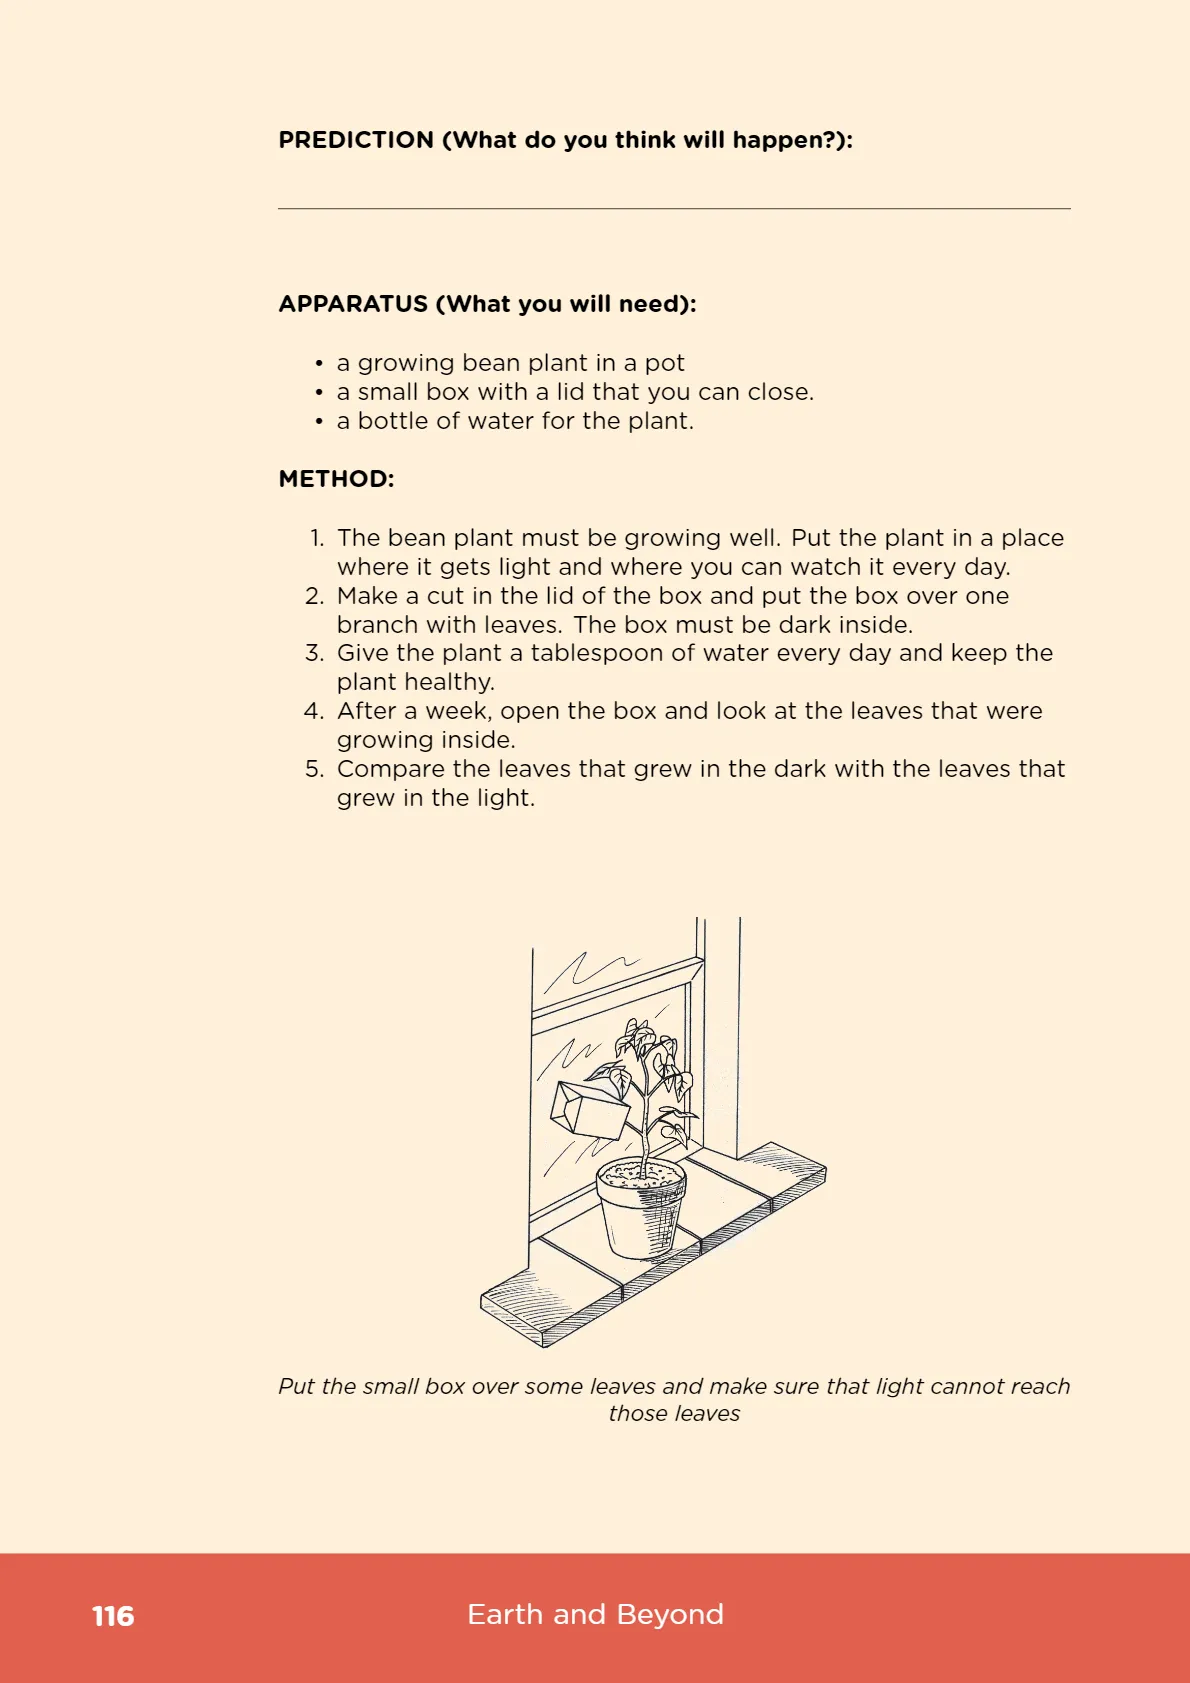 PREDICTION (What do you think will happen?):
APPARATUS (What you will need):
• a growing bean plant in a pot
• a small box with a lid that you can close.
• a bottle of water for the plant.
METHOD:
1. The bean plant must be growing well. Put the plant in a place
where it gets light and where you can watch it every day.
2. Make a cut in the lid of the box and put the box over one
branch with leaves. The box must be dark inside.
3. Give the plant a tablespoon of water every day and keep the
plant healthy.
4. After a week, open the box and look at the leaves that were
growing inside.
5. Compare the leaves that grew in the dark with the leaves that
grew in the light.
Put the small box over some leaves and make sure that light cannot reach
those leaves
116 Earth and Beyond